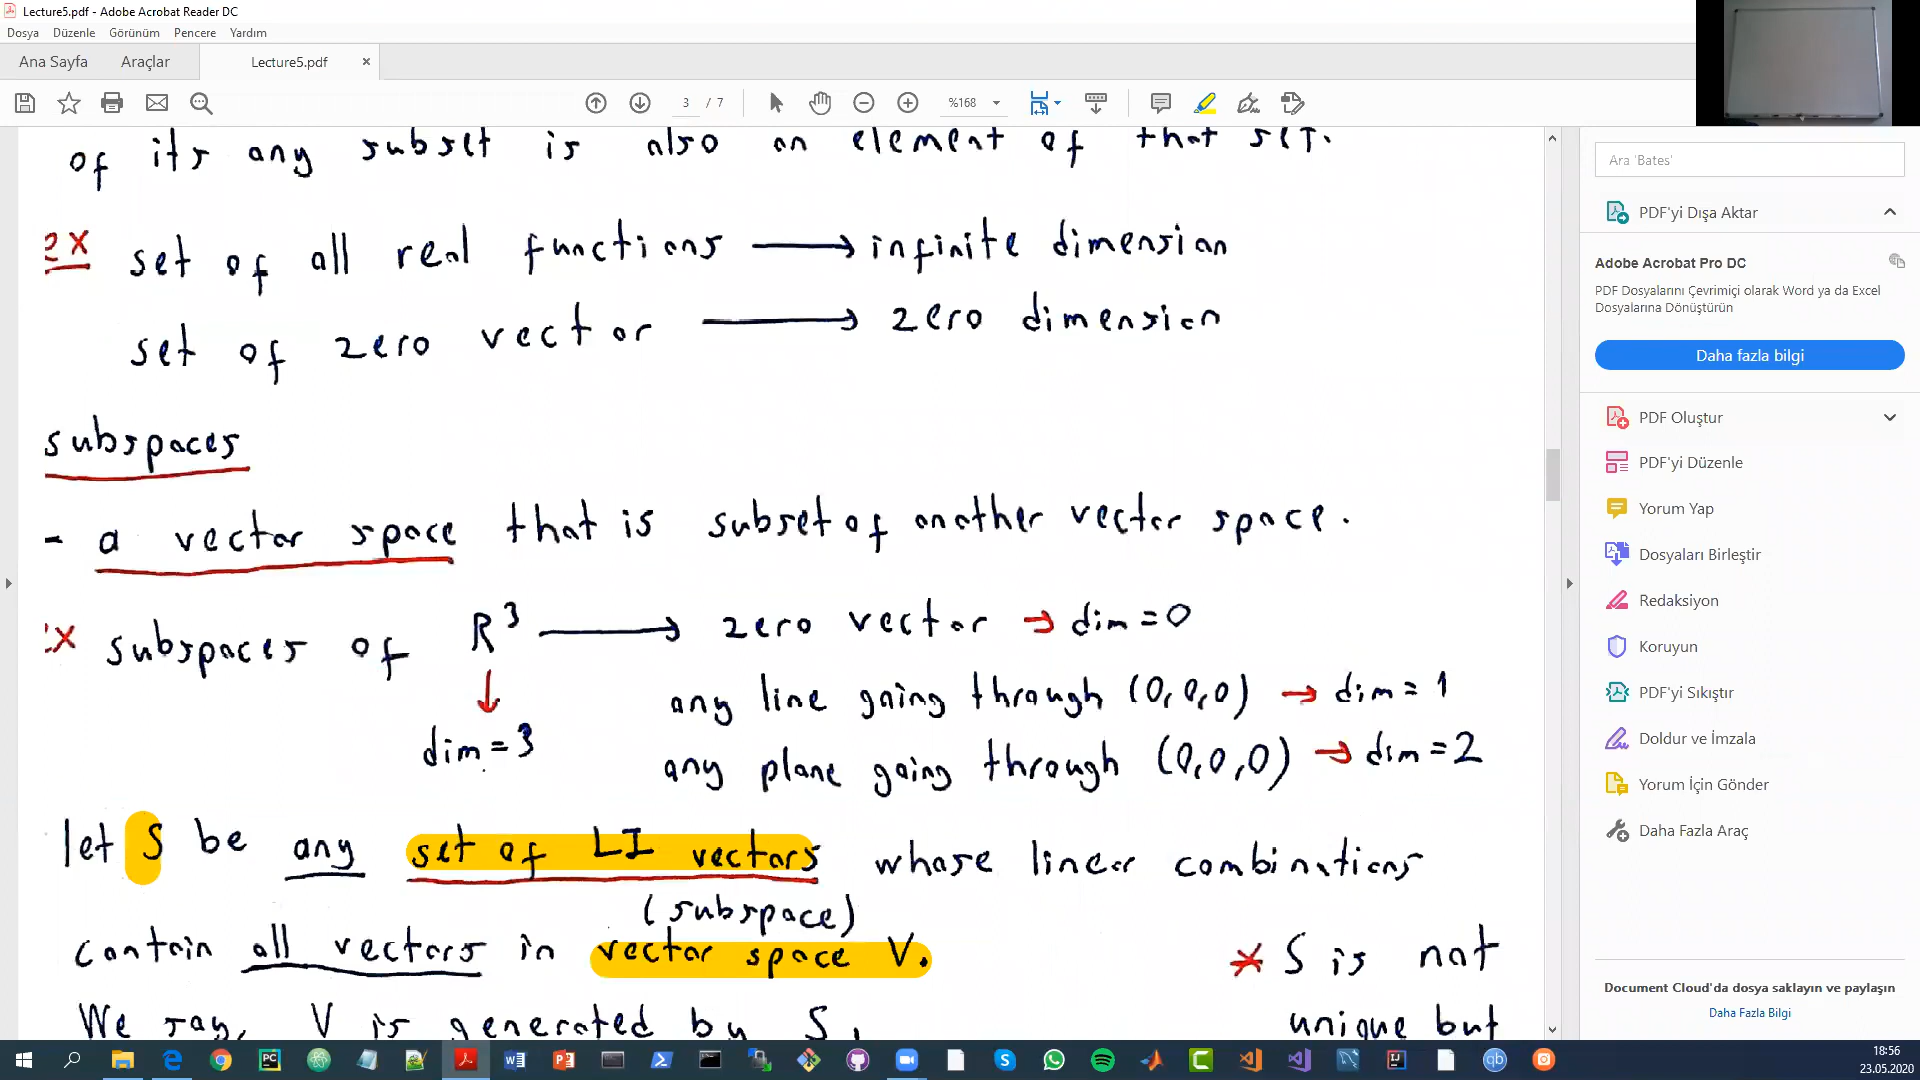 Lecture5.pdf - Adobe Acrobat Reader DC
Dosya Düzenle Görünüm Pencere Yardım
Ana Sayfa Araçlar Lecture5.pdf ×
3 / 7 %168
of its any subset is also an element of that set.
EX set of all real functions → infinite dimension
set of zero vector → zero dimension
subspaces
- a vector space that is subset of another vector space.
EX subspaces of R³ → zero vector → dim = 0
↓ any line going through (0,0,0) → dim = 1
dim = 3 any plane going through (0,0,0) → dim = 2
let S be any set of LI vectors whose linear combinations
(subspace)
contain all vectors in vector space V.
* S is not
We say, V is generated by S.
unique but
Ara 'Bates'
PDF'yi Dışa Aktar
Adobe Acrobat Pro DC
PDF Dosyalarını Çevrimiçi olarak Word ya da Excel
Dosyalarına Dönüştürün
Daha fazla bilgi
PDF Oluştur
PDF'yi Düzenle
Yorum Yap
Dosyaları Birleştir
Redaksiyon
Koruyun
PDF'yi Sıkıştır
Doldur ve İmzala
Yorum İçin Gönder
Daha Fazla Araç
Document Cloud'da dosya saklayın ve paylaşın
Daha Fazla Bilgi
18:56
23.05.2020